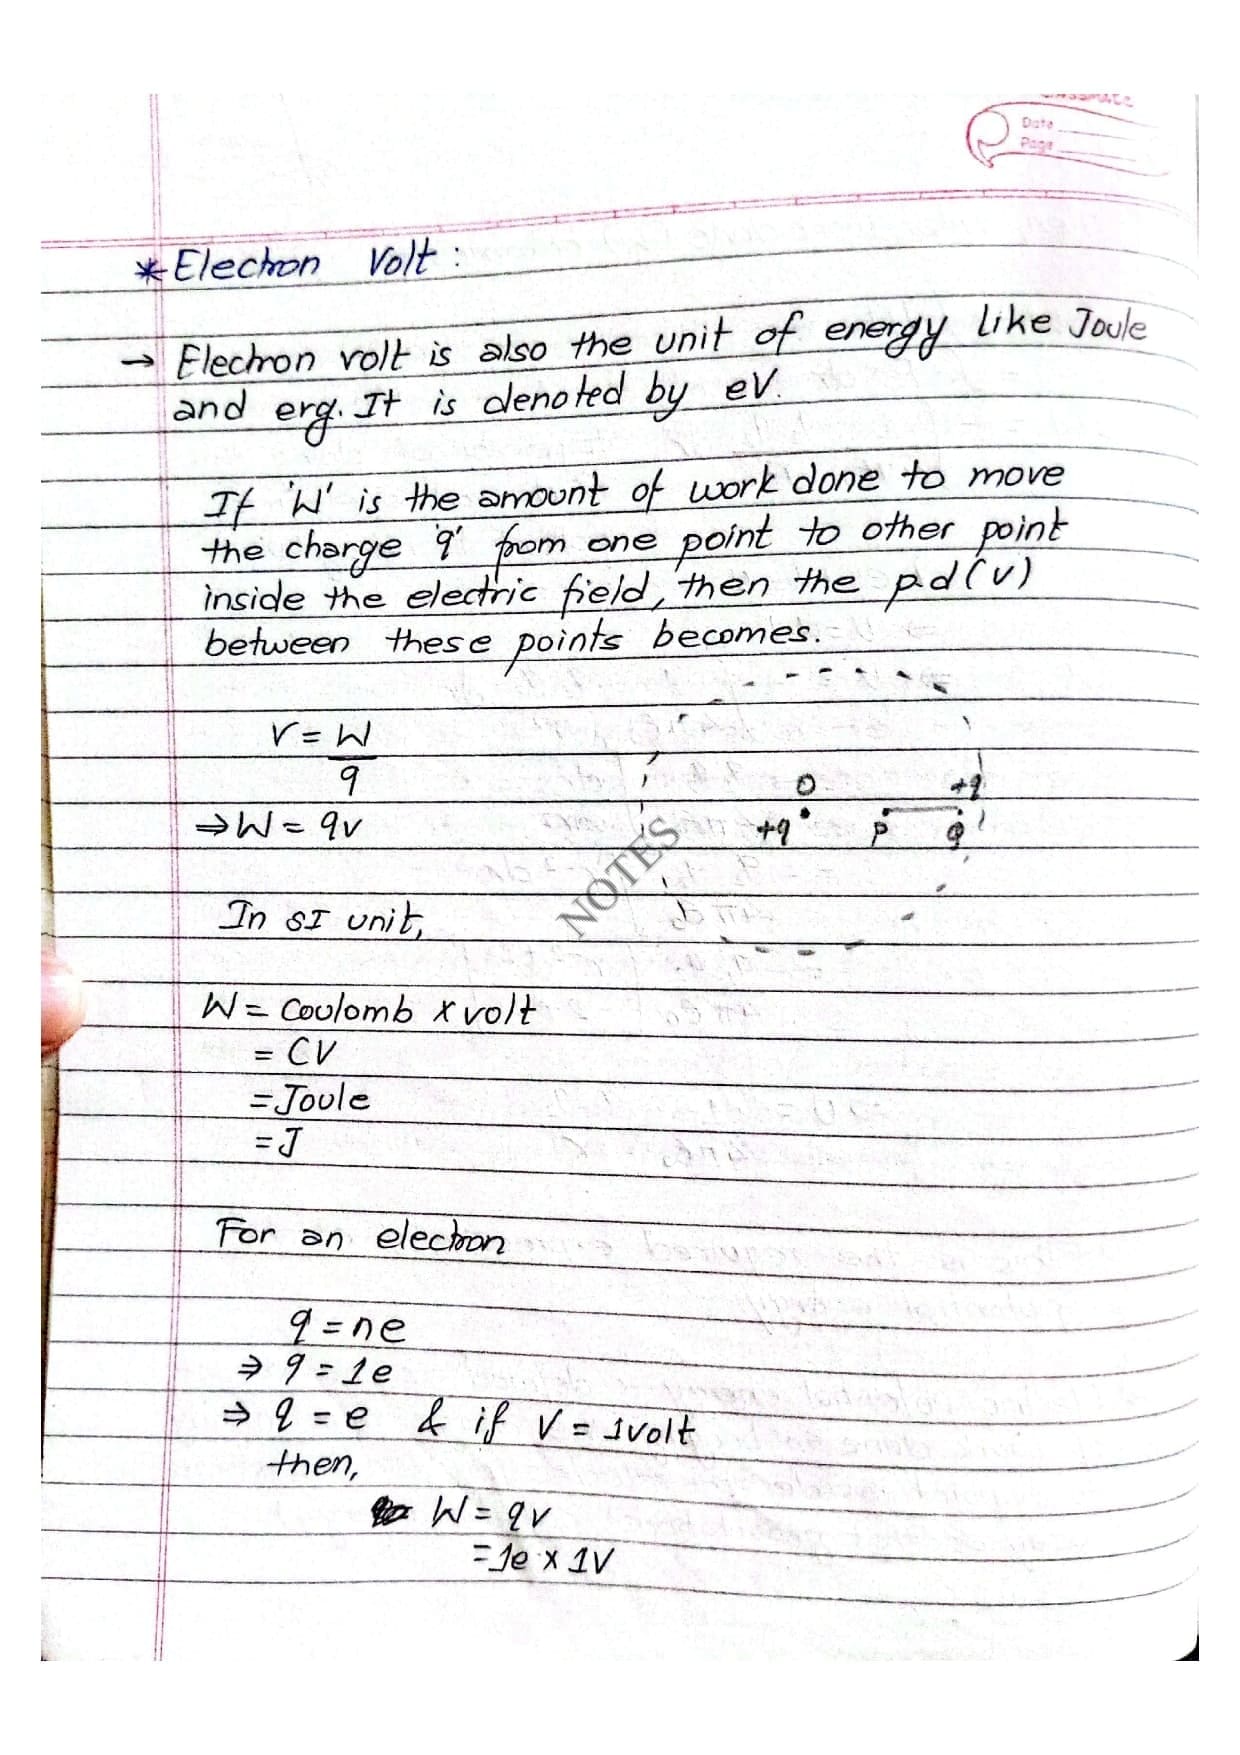 classmate
Date
Page
* Electron Volt :
→ Electron volt is also the unit of energy like Joule
and erg. It is denoted by eV.
If 'W' is the amount of work done to move
the charge 'q' from one point to other point
inside the electric field, then the p.d (v)
between these points becomes.
V = W
q
⇒ W = qv
O
+q
+q
P
Q
NOTES
In SI unit,
W = Coulomb x volt
= CV
= Joule
= J
For an electron
q = ne
⇒ q = 1e
⇒ q = e & if V = 1volt
then,
W = qv
= 1e x 1V